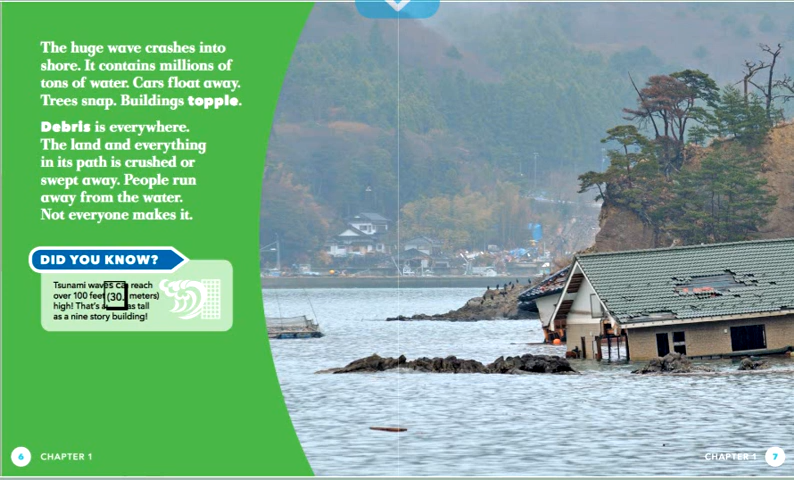 The huge wave crashes into
shore. It contains millions of
tons of water. Cars float away.
Trees snap. Buildings topple.
Debris is everywhere.
The land and everything
in its path is crushed or
swept away. People run
away from the water.
Not everyone makes it.
DID YOU KNOW?
Tsunami waves can reach
over 100 feet (30. meters)
high! That's as tall
as a nine story building!
6 CHAPTER 1
CHAPTER 1 7